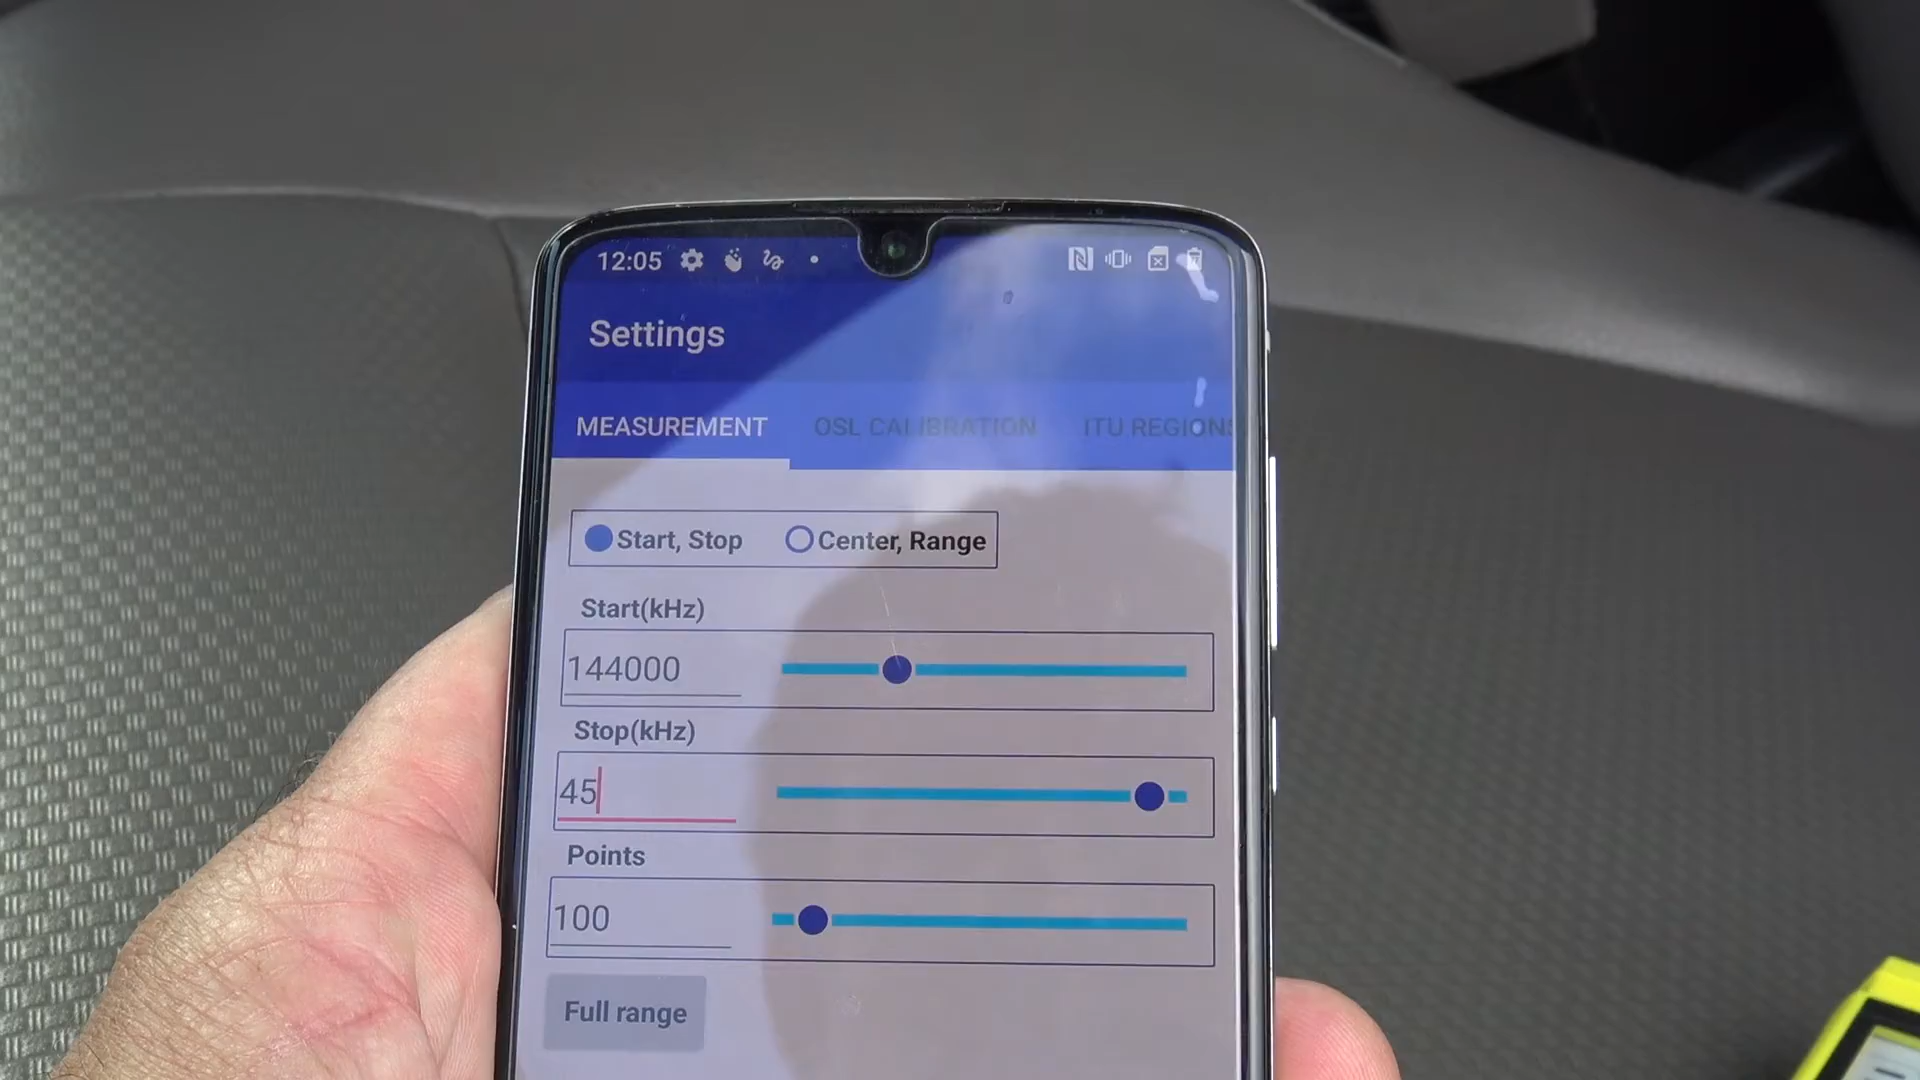 12:05
Settings
MEASUREMENT OSL CALIBRATION ITU REGIONS
Start, Stop Center, Range
Start(kHz)
144000
Stop(kHz)
45
Points
100
Full range